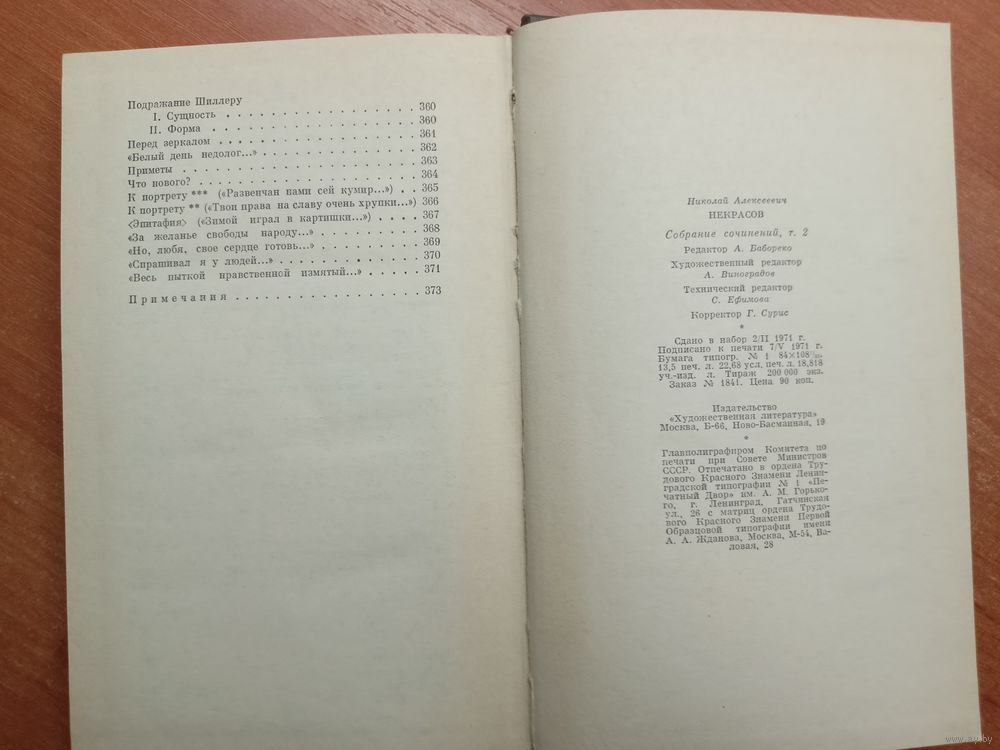 Подражание Шиллеру
I. Сущность . . . . . . . . . . . . . 360
II. Форма . . . . . . . . . . . . . . 360
Перед зеркалом . . . . . . . . . . . . . 361
«Белый день недолог...» . . . . . . . . . . 362
Приметы . . . . . . . . . . . . . . . . 363
Что нового? . . . . . . . . . . . . . . . 364
К портрету *** («Развенчан нами сей кумир...») . . 365
К портрету ** («Твои права на славу очень хрупки...») 366
<Эпитафия> («Зимой играл в картишки...») . . . . 367
«За желанье свободы народу...» . . . . . . . 368
«Но, любя, свое сердце готовь...» . . . . . . . 369
«Спрашивал я у людей...» . . . . . . . . . . 370
«Весь пыткой нравственной измятый...» . . . . . 371
Примечания . . . . . . . . . . . . . . . . 373
Николай Алексеевич
НЕКРАСОВ
Собрание сочинений, т. 2
Редактор А. Бабореко
Художественный редактор
А. Виноградов
Технический редактор
С. Ефимова
Корректор Г. Сурис
*
Сдано в набор 2/II 1971 г.
Подписано к печати 7/V 1971 г.
Бумага типогр. № 1 84×108¹/₃₂.
13,5 печ. л. 22,68 усл. печ. л. 18,818
уч.-изд. л. Тираж 200 000 экз.
Заказ № 1841. Цена 90 коп.
Издательство
«Художественная литература»
Москва, Б-66, Ново-Басманная, 19
*
Главполиграфпром Комитета по
печати при Совете Министров
СССР. Отпечатано в ордена Тру-
дового Красного Знамени Ленин-
градской типографии № 1 «Пе-
чатный Двор» им. А. М. Горько-
го, г. Ленинград, Гатчинская
ул., 26 с матриц ордена Трудо-
вого Красного Знамени Первой
Образцовой типографии имени
А. А. Жданова, Москва, М-54, Ва-
ловая, 28
www.ay.by